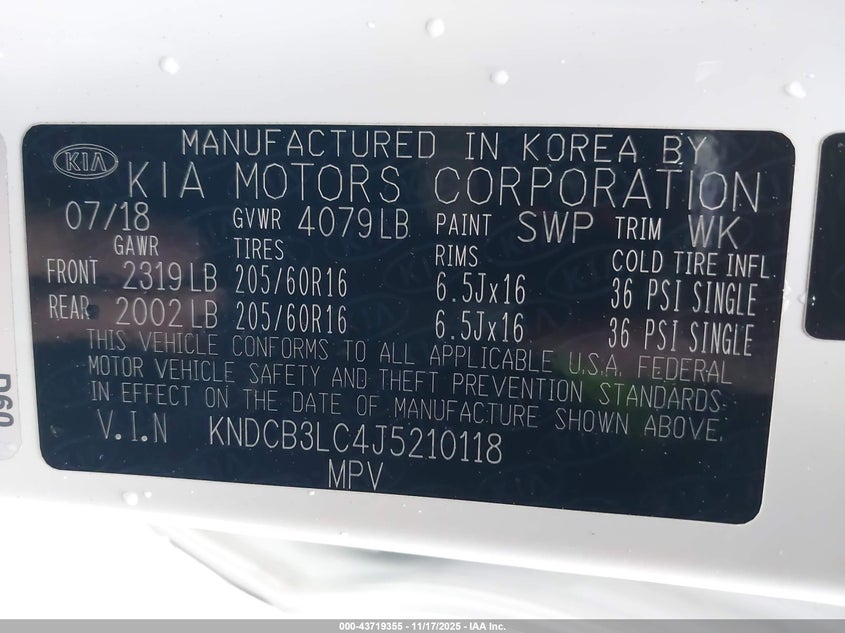 MANUFACTURED IN KOREA BY
KIA KIA MOTORS CORPORATION
07/18 GVWR 4079LB PAINT SWP TRIM WK
GAWR TIRES RIMS COLD TIRE INFL
FRONT 2319LB 205/60R16 6.5Jx16 36 PSI SINGLE
REAR 2002LB 205/60R16 6.5Jx16 36 PSI SINGLE
THIS VEHICLE CONFORMS TO ALL APPLICABLE U.S.A. FEDERAL
MOTOR VEHICLE SAFETY AND THEFT PREVENTION STANDARDS
IN EFFECT ON THE DATE OF MANUFACTURE SHOWN ABOVE.
V.I.N KNDCB3LC4J5210118
MPV
D60
000-43719355 - 11/17/2025 - IAA Inc.